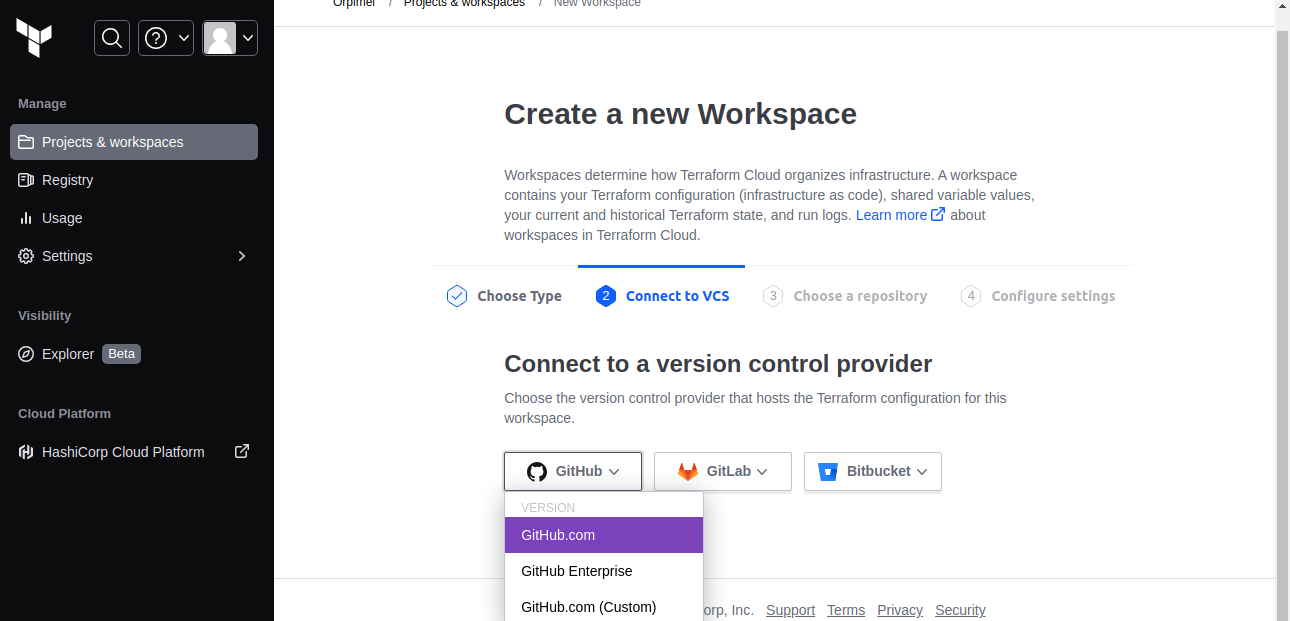 Orpimel / Projects & workspaces / New Workspace
Manage
Projects & workspaces
Registry
Usage
Settings
Visibility
Explorer Beta
Cloud Platform
HashiCorp Cloud Platform
Create a new Workspace
Workspaces determine how Terraform Cloud organizes infrastructure. A workspace
contains your Terraform configuration (infrastructure as code), shared variable values,
your current and historical Terraform state, and run logs. Learn more about
workspaces in Terraform Cloud.
Choose Type
2 Connect to VCS
3 Choose a repository
4 Configure settings
Connect to a version control provider
Choose the version control provider that hosts the Terraform configuration for this
workspace.
GitHub
GitLab
Bitbucket
VERSION
GitHub.com
GitHub Enterprise
GitHub.com (Custom)
orp, Inc. Support Terms Privacy Security